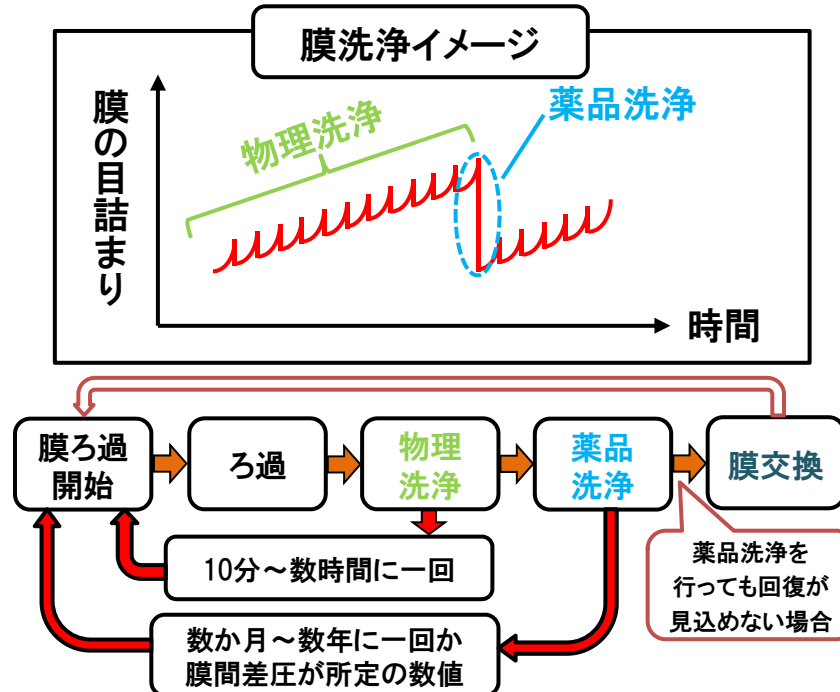 膜洗浄イメージ
膜の目詰まり
物理洗浄
薬品洗浄
時間
膜ろ過
開始
ろ過
物理
洗浄
薬品
洗浄
膜交換
10分～数時間に一回
薬品洗浄を
行っても回復が
見込めない場合
数か月～数年に一回か
膜間差圧が所定の数値